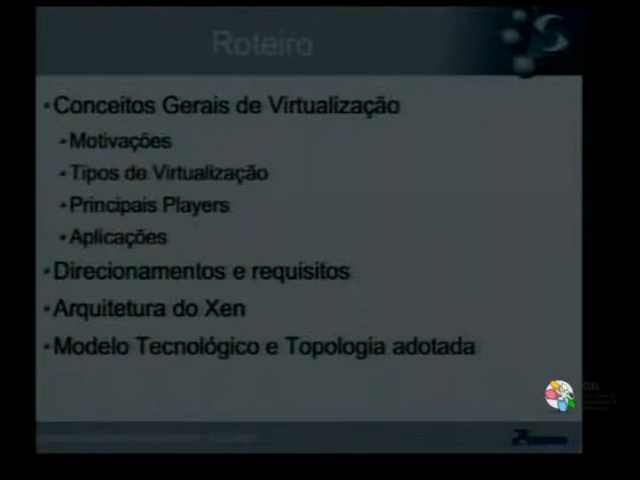 Roteiro
Conceitos Gerais de Virtualização
Motivações
Tipos de Virtualização
Principais Players
Aplicações
Direcionamentos e requisitos
Arquitetura do Xen
Modelo Tecnológico e Topologia adotada